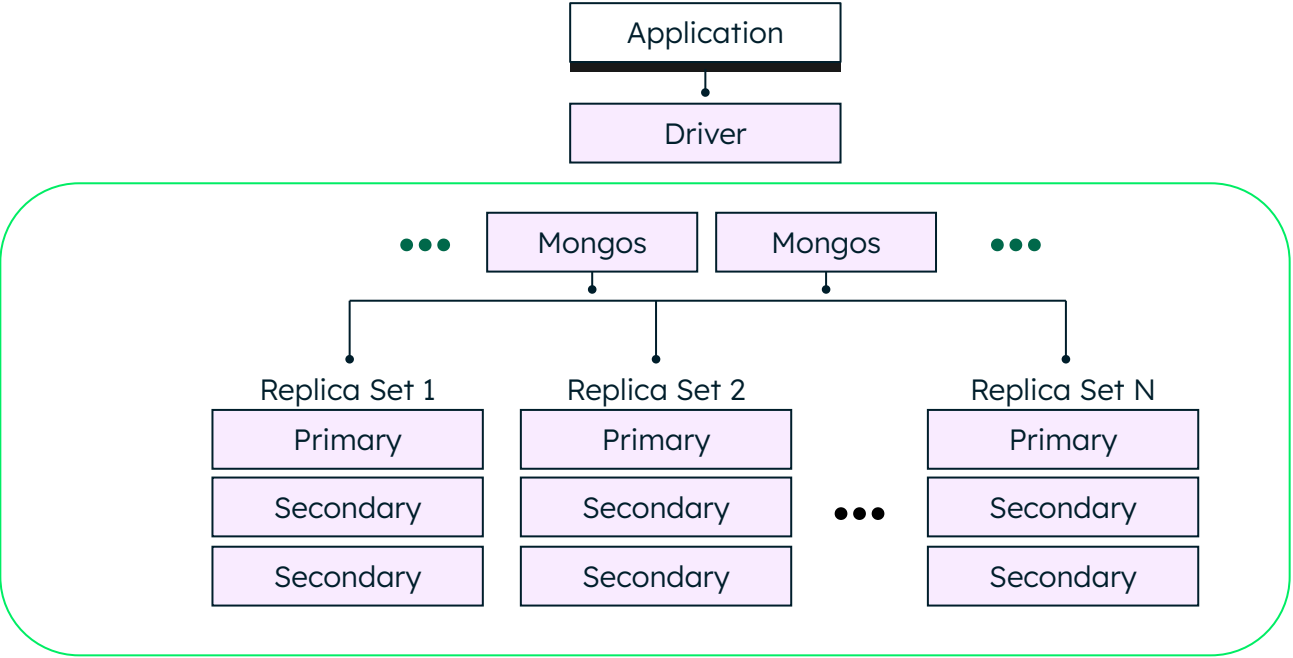 Application
Driver
Mongos
Mongos
Replica Set 1
Replica Set 2
Replica Set N
Primary
Primary
Primary
Secondary
Secondary
Secondary
Secondary
Secondary
Secondary